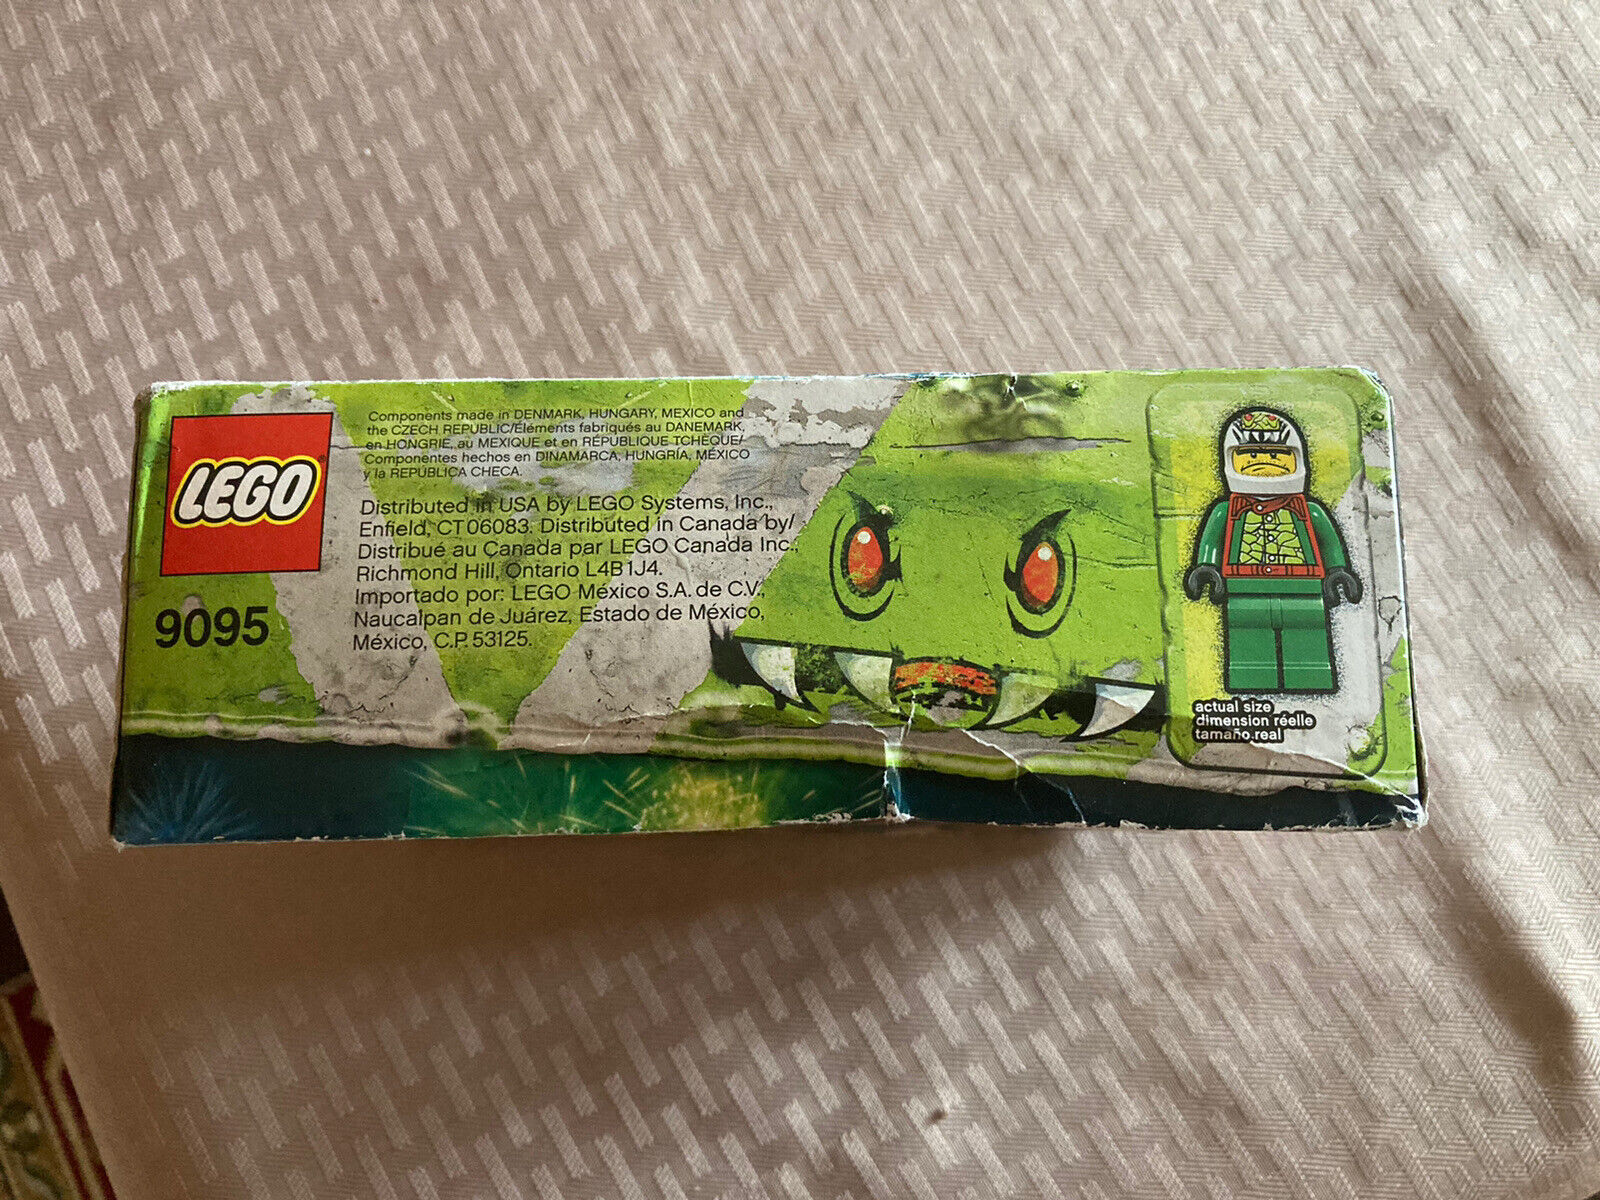 LEGO
9095
Components made in DENMARK, HUNGARY, MEXICO and
the CZECH REPUBLIC/Éléments fabriqués au DANEMARK,
en HONGRIE, au MEXIQUE et en RÉPUBLIQUE TCHÈQUE/
Componentes hechos en DINAMARCA, HUNGRÍA, MÉXICO
y la REPÚBLICA CHECA.
Distributed in USA by LEGO Systems, Inc.,
Enfield, CT 06083. Distributed in Canada by/
Distribué au Canada par LEGO Canada Inc.,
Richmond Hill, Ontario L4B 1J4.
Importado por: LEGO México S.A. de C.V.,
Naucalpan de Juárez, Estado de México,
México, C.P. 53125.
actual size
dimension réelle
tamaño real